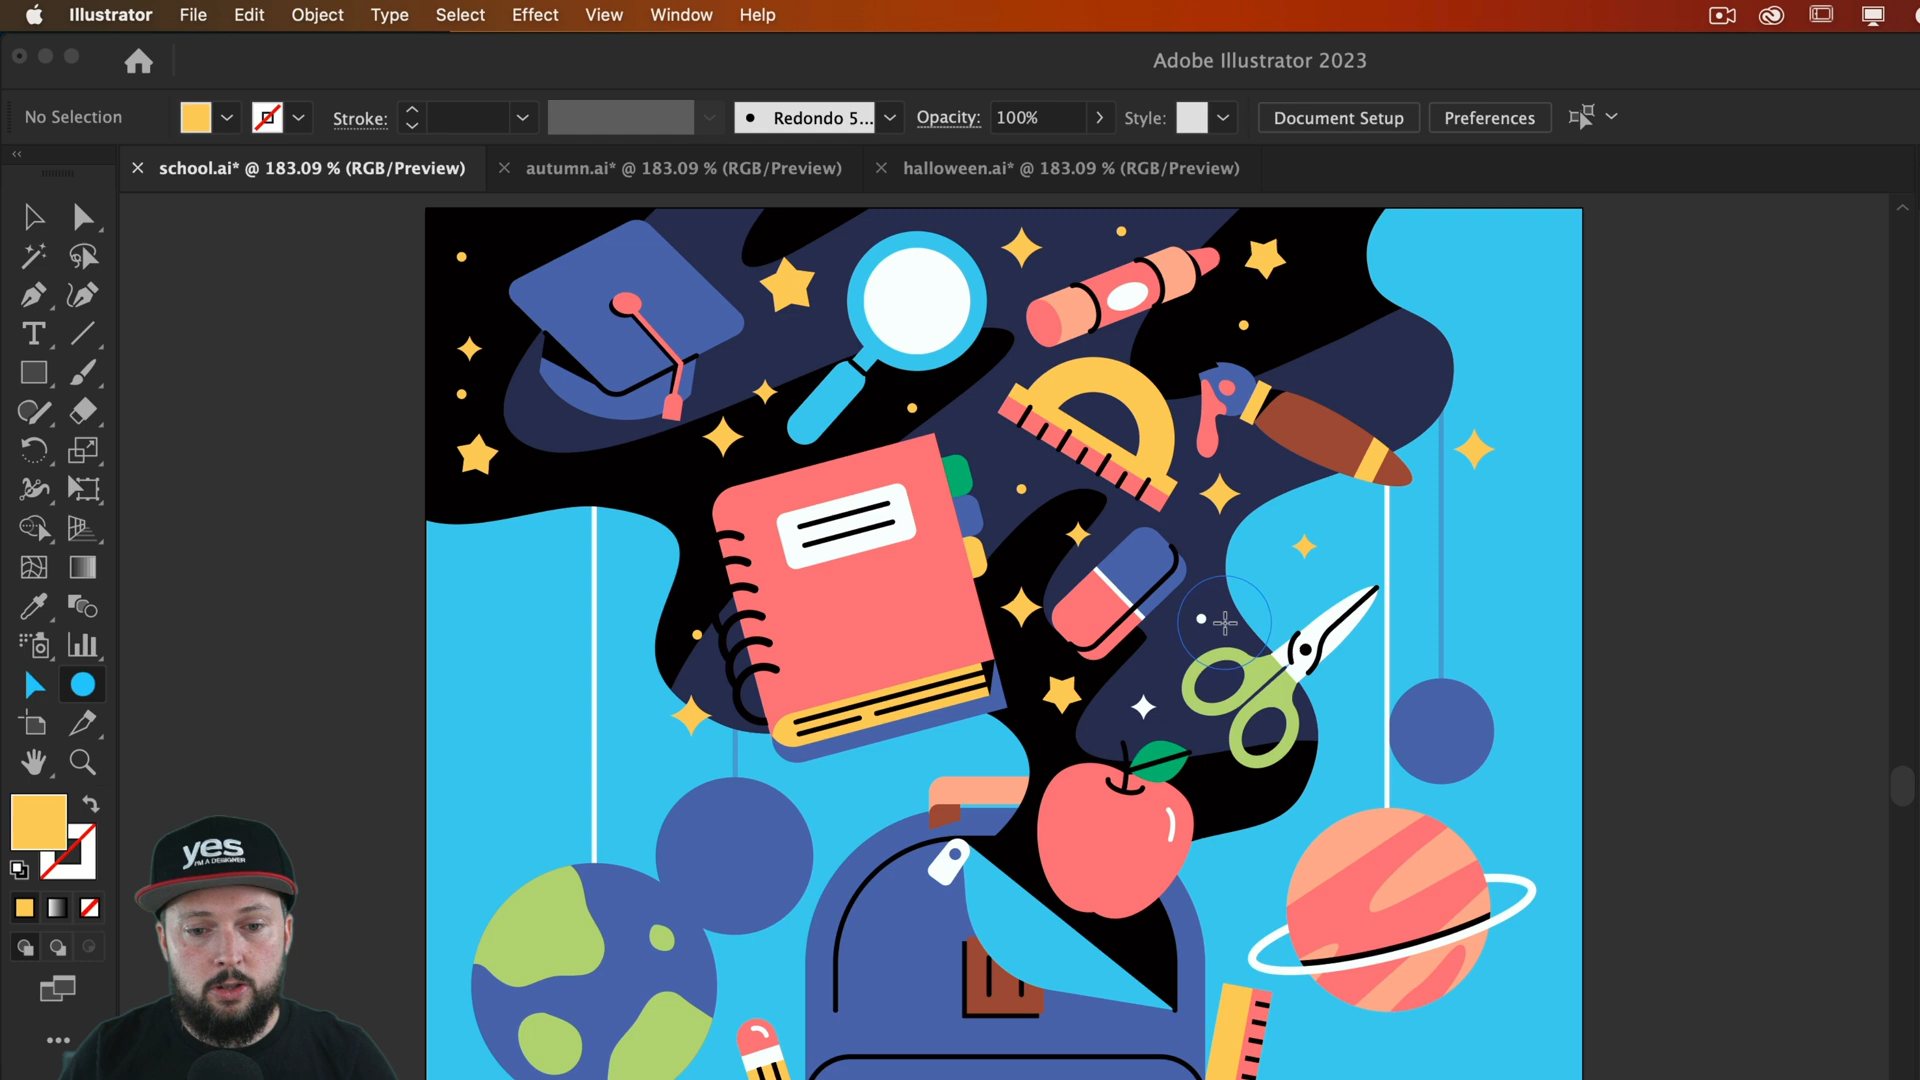 Illustrator File Edit Object Type Select Effect View Window Help
Adobe Illustrator 2023
No Selection Stroke: Redondo 5... Opacity: 100% Style: Document Setup Preferences
school.ai* @ 183.09 % (RGB/Preview) autumn.ai* @ 183.09 % (RGB/Preview) halloween.ai* @ 183.09 % (RGB/Preview)
yes
I'M A DESIGNER